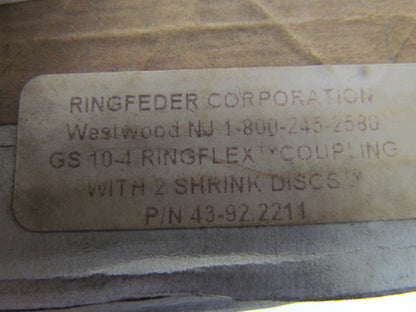 RINGFEDER CORPORATION
Westwood NJ 1-800-245-2580
GS 10-4 RINGFLEX™ COUPLING
WITH 2 SHRINK DISCS™
P/N 43-92.2211